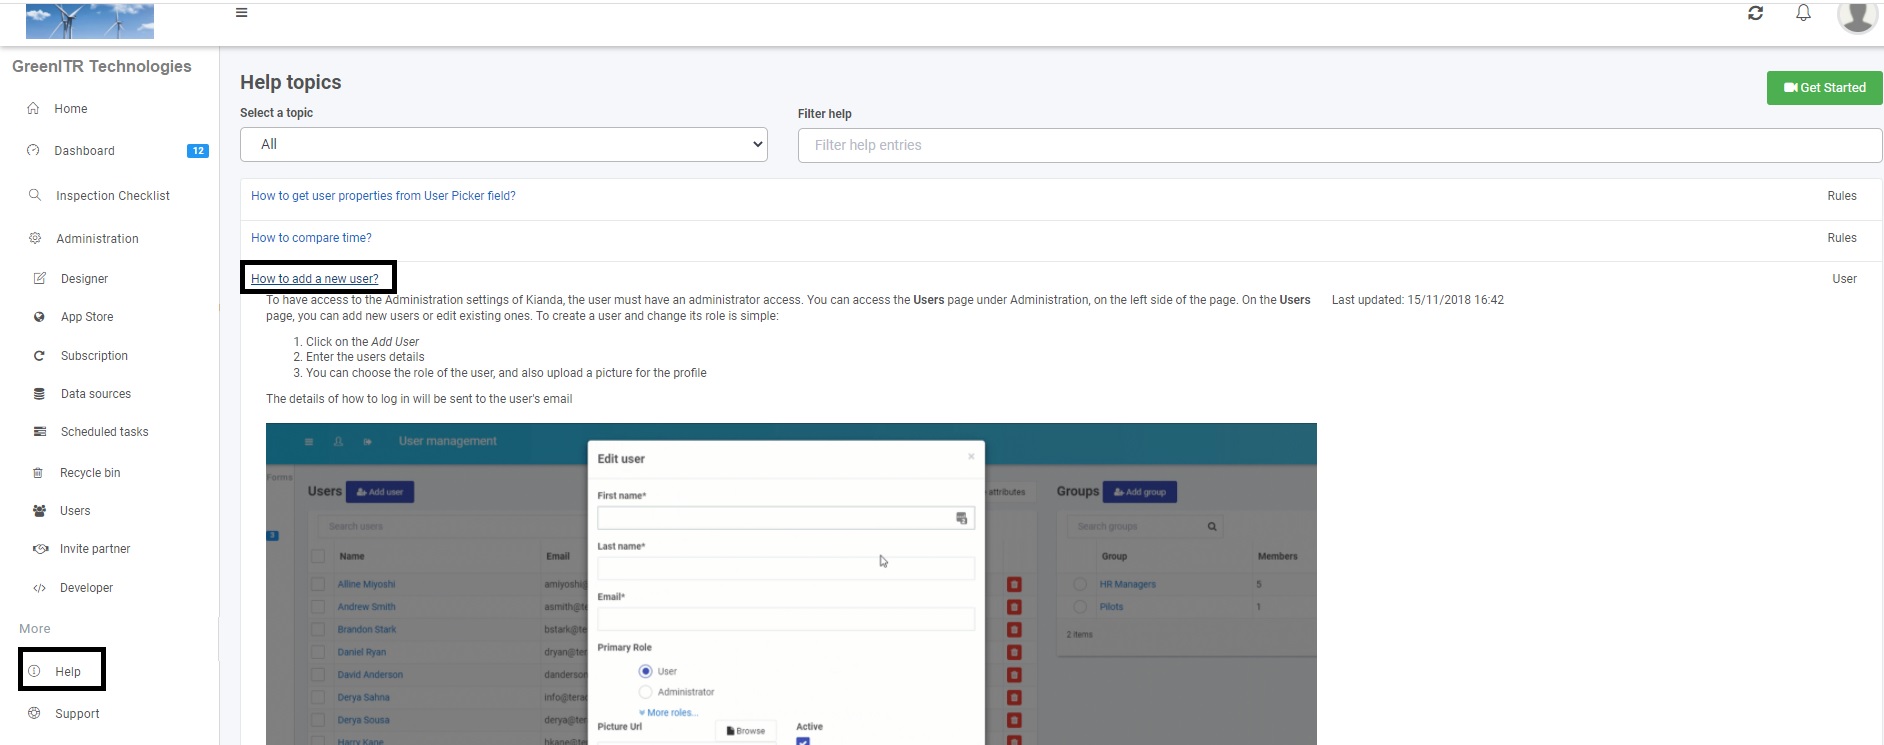 GreenITR Technologies
Home
Dashboard
12
Inspection Checklist
Administration
Designer
App Store
Subscription
Data sources
Scheduled tasks
Recycle bin
Users
Invite partner
Developer
More
Help
Support
Help topics
Get Started
Select a topic
Filter help
All
Filter help entries
How to get user properties from User Picker field?
Rules
How to compare time?
Rules
How to add a new user?
User
To have access to the Administration settings of Kianda, the user must have an administrator access. You can access the Users page under Administration, on the left side of the page. On the Users
Last updated: 15/11/2018 16:42
page, you can add new users or edit existing ones. To create a user and change its role is simple:
1. Click on the Add User
2. Enter the users details
3. You can choose the role of the user, and also upload a picture for the profile
The details of how to log in will be sent to the user's email
User management
Forms
3
Users
Add user
attributes
Search users
Name
Email
Alline Miyoshi
amiyoshi@
Andrew Smith
asmith@te
Brandon Stark
bstark@te
Daniel Ryan
dryan@ter
David Anderson
danderson
Derya Sahna
info@terac
Derya Sousa
derya@te
Harry Kane
hkane@te
Edit user
×
First name*
Last name*
Email*
Primary Role
User
Administrator
More roles...
Picture Url
Browse
Active
Groups
Add group
Search groups
Group
Members
HR Managers
5
Pilots
1
2 items